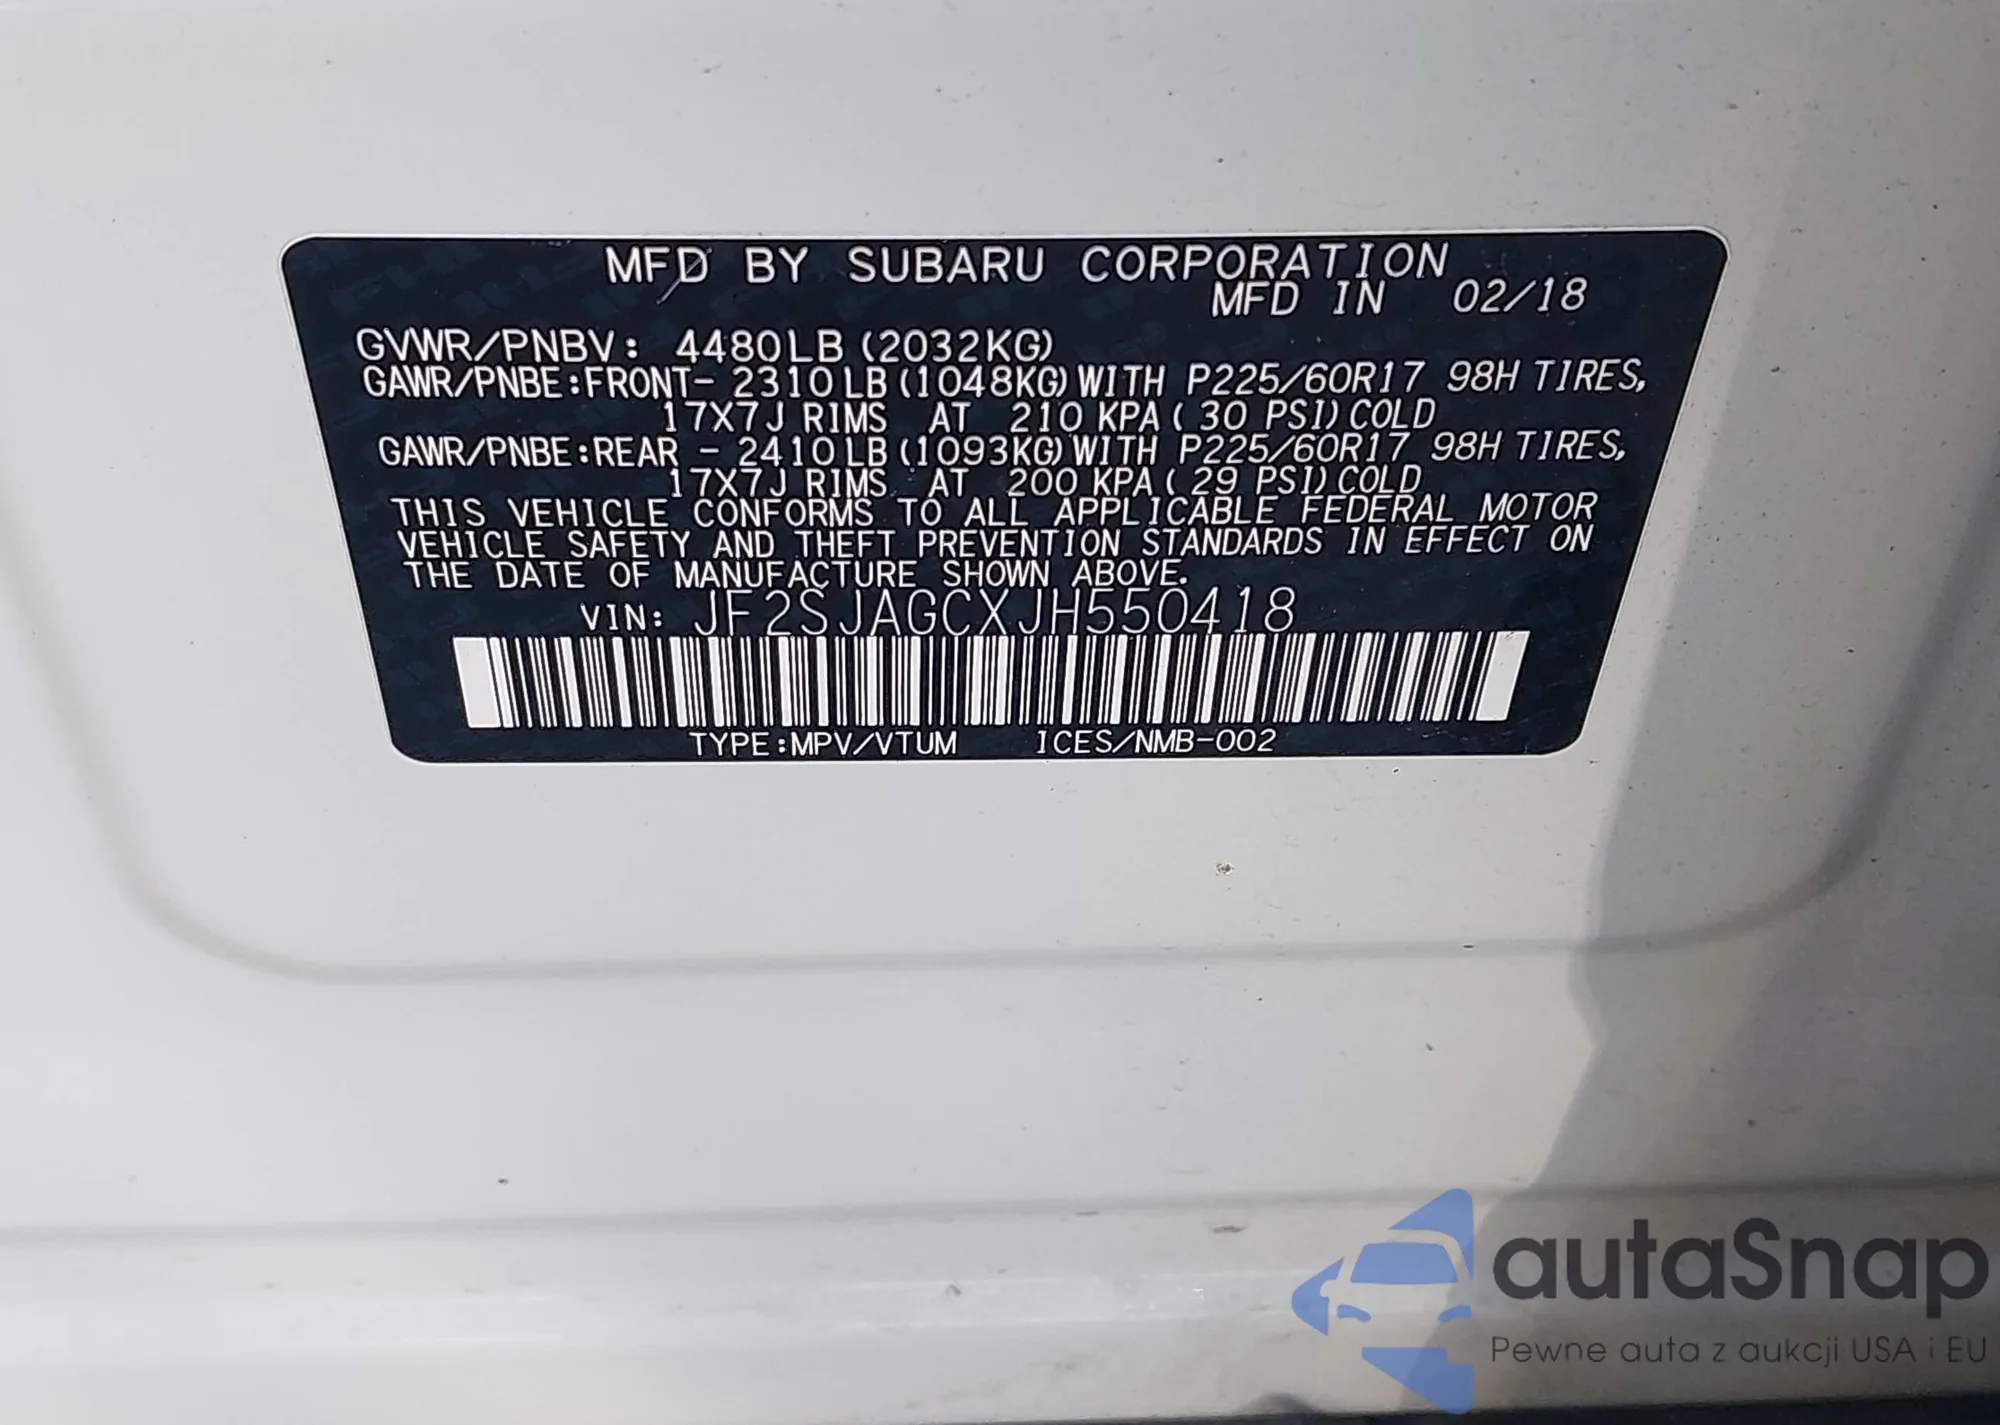 MFD BY SUBARU CORPORATION
MFD IN 02/18
GVWR/PNBV: 4480LB (2032KG)
GAWR/PNBE:FRONT- 2310LB (1048KG) WITH P225/60R17 98H TIRES,
17X7J RIMS AT 210 KPA ( 30 PSI) COLD
GAWR/PNBE:REAR - 2410LB (1093KG) WITH P225/60R17 98H TIRES,
17X7J RIMS AT 200 KPA ( 29 PSI) COLD
THIS VEHICLE CONFORMS TO ALL APPLICABLE FEDERAL MOTOR
VEHICLE SAFETY AND THEFT PREVENTION STANDARDS IN EFFECT ON
THE DATE OF MANUFACTURE SHOWN ABOVE.
VIN: JF2SJAGCXJH550418
TYPE:MPV/VTUM ICES/NMB-002
autaSnap
Pewne auta z aukcji USA i EU